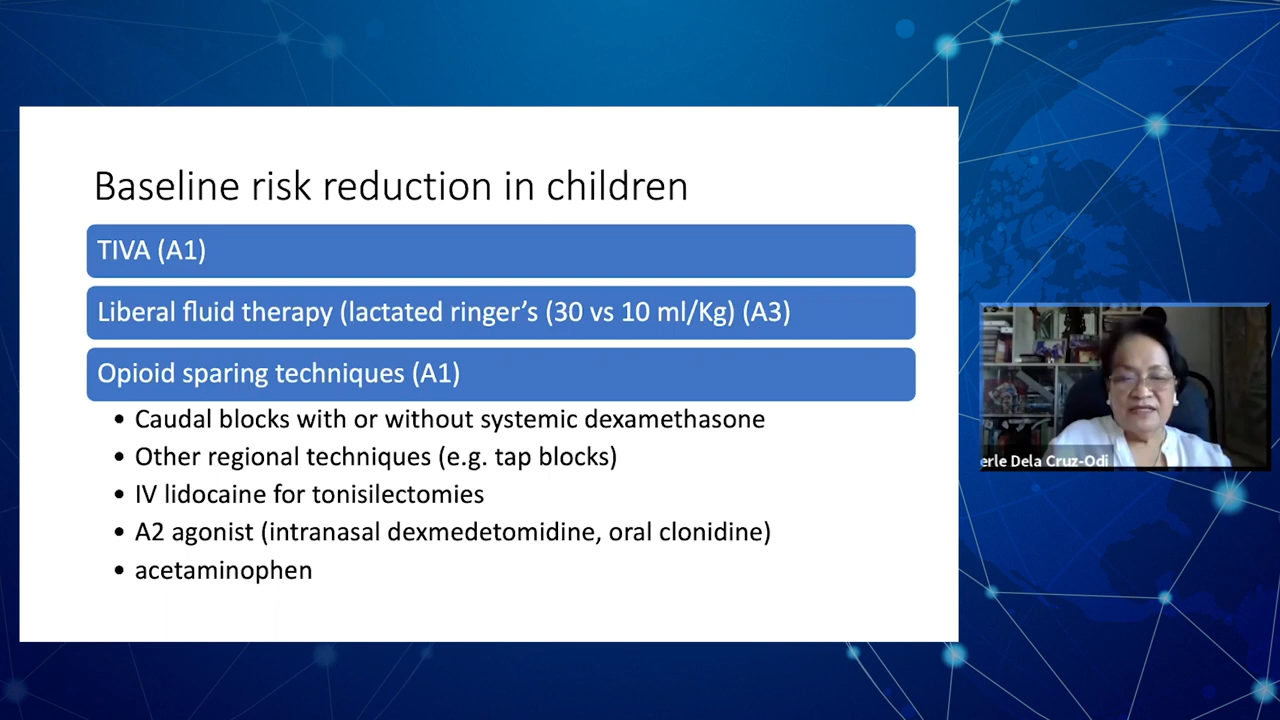 Baseline risk reduction in children
TIVA (A1)
Liberal fluid therapy (lactated ringer’s (30 vs 10 ml/Kg) (A3)
Opioid sparing techniques (A1)
• Caudal blocks with or without systemic dexamethasone
• Other regional techniques (e.g. tap blocks)
• IV lidocaine for tonisilectomies
• A2 agonist (intranasal dexmedetomidine, oral clonidine)
• acetaminophen
erle Dela Cruz-Odi